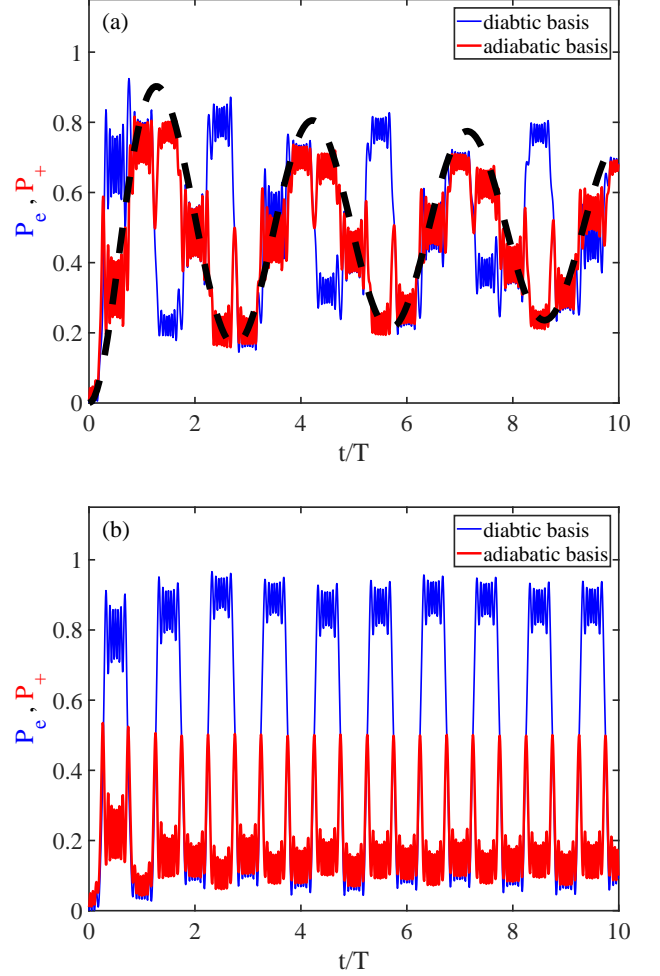 (a)
diabtic basis
adiabatic basis
1
0.8
0.6
0.4
0.2
0
P_e , P_+
0 2 4 6 8 10
t/T
(b)
diabtic basis
adiabatic basis
1
0.8
0.6
0.4
0.2
0
P_e , P_+
0 2 4 6 8 10
t/T